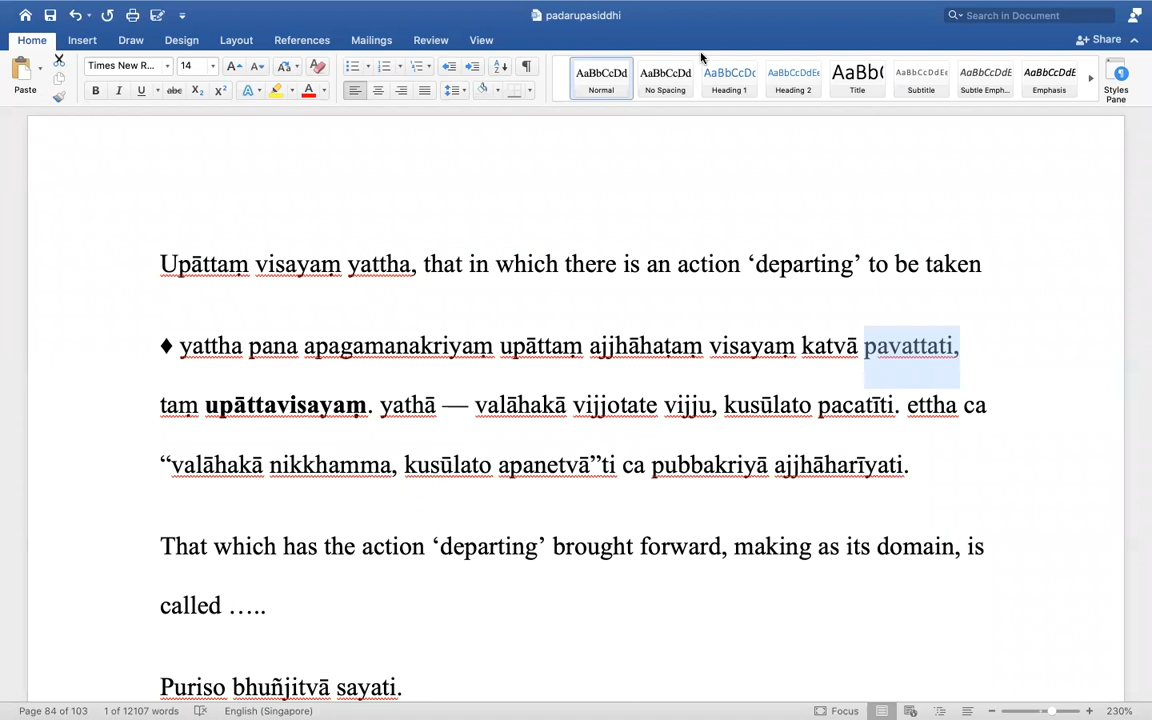 padarupasiddhi
Search in Document
Home Insert Draw Design Layout References Mailings Review View
Share
Paste
Times New R... 14
AaBbCcDd AaBbCcDd AaBbCcDc AaBbCcDdEe AaBb( AaBbCcDdEe AaBbCcDdEe AaBbCcDdEe
Normal No Spacing Heading 1 Heading 2 Title Subtitle Subtle Emph... Emphasis
Styles
Pane
Upāttaṃ visayaṃ yattha, that in which there is an action ‘departing’ to be taken
♦ yattha pana apagamanakriyaṃ upāttaṃ ajjhāhaṭaṃ visayaṃ katvā pavattati,
taṃ upāttavisayaṃ. yathā — valāhakā vijjotate vijju, kusūlato pacatīti. ettha ca
“valāhakā nikkhamma, kusūlato apanetvā”ti ca pubbakriyā ajjhāharīyati.
That which has the action ‘departing’ brought forward, making as its domain, is
called …..
Puriso bhuñjitvā sayati.
Page 84 of 103 1 of 12107 words English (Singapore) Focus 230%